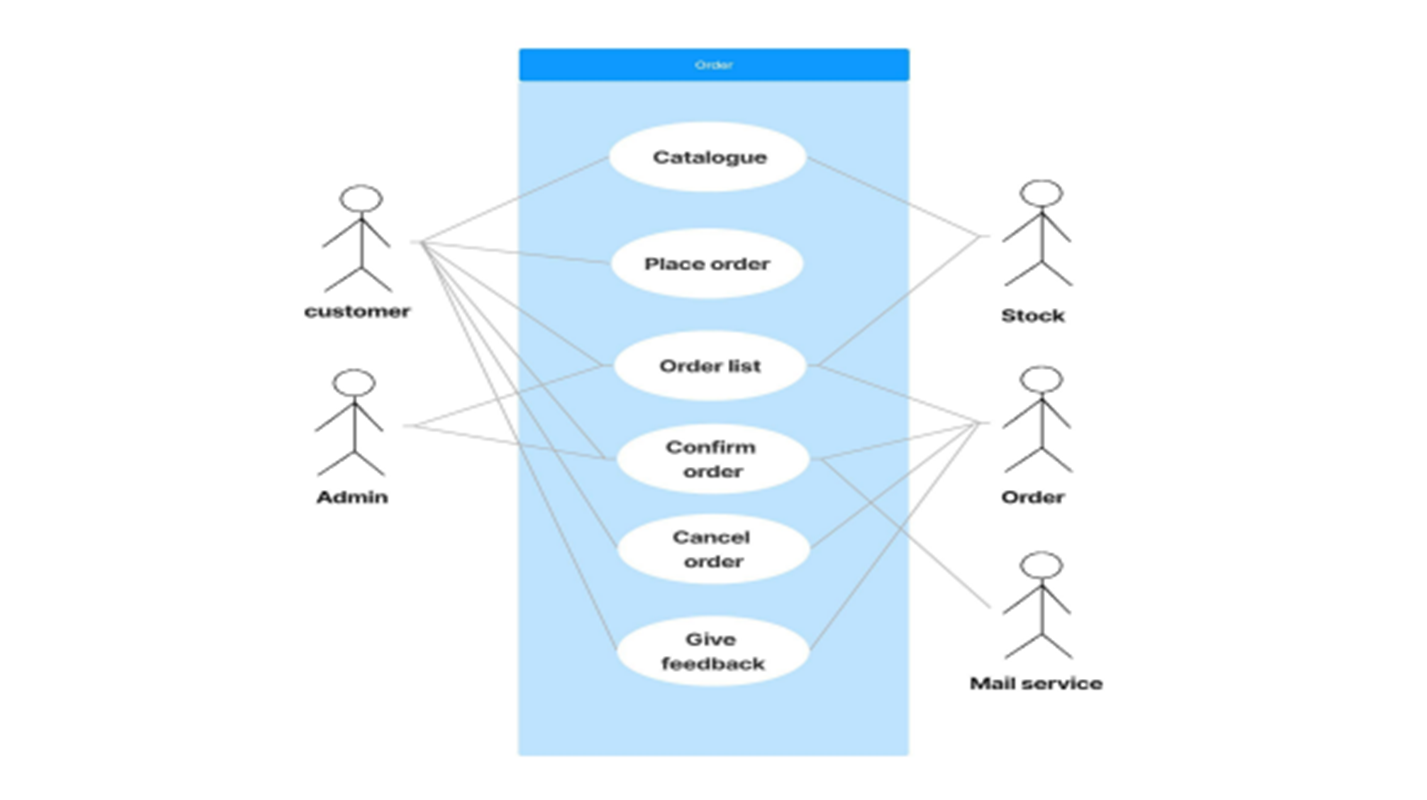 Order
Catalogue
Place order
Order list
Confirm
order
Cancel
order
Give
feedback
customer
Admin
Stock
Order
Mail service